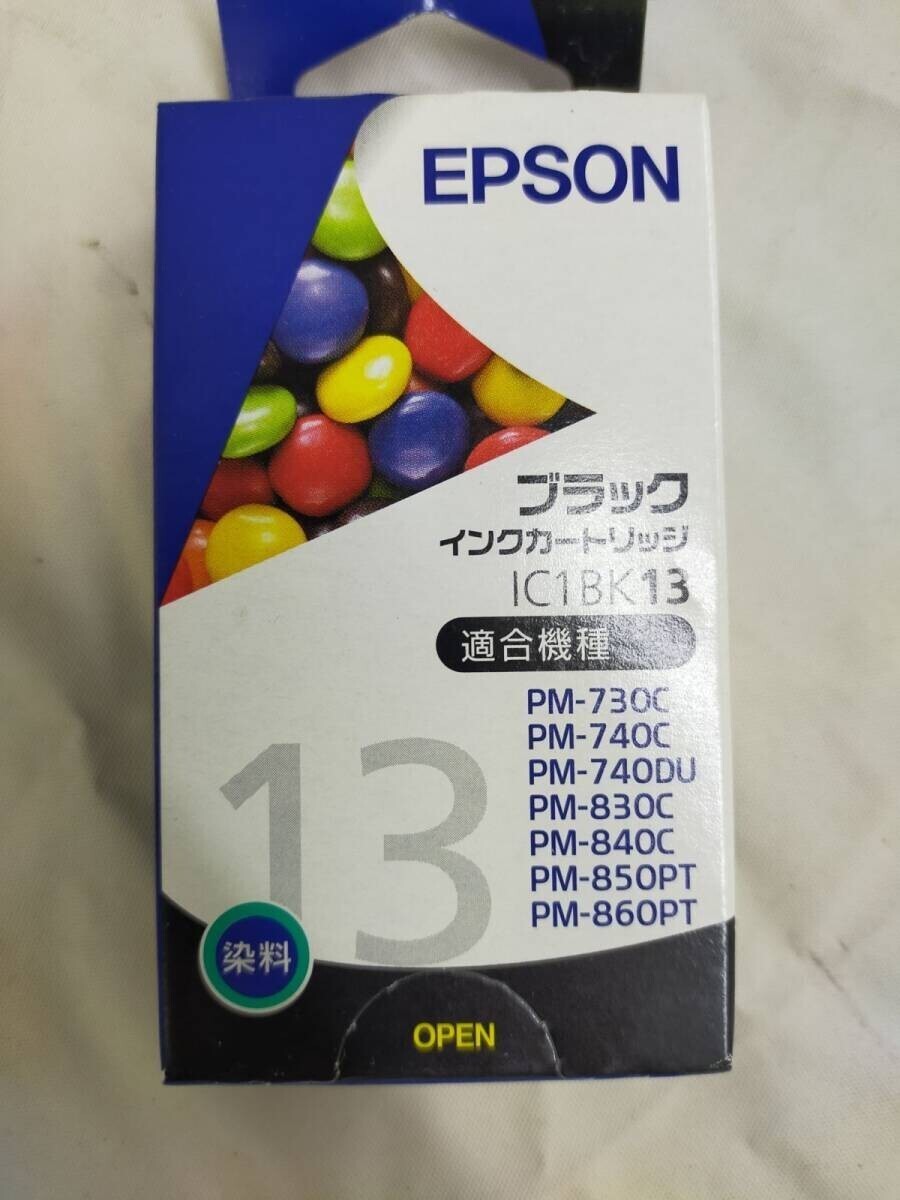 EPSON
ブラック
インクカートリッジ
IC1BK13
適合機種
PM-730C
PM-740C
PM-740DU
PM-830C
PM-840C
PM-850PT
PM-860PT
13
染料
OPEN